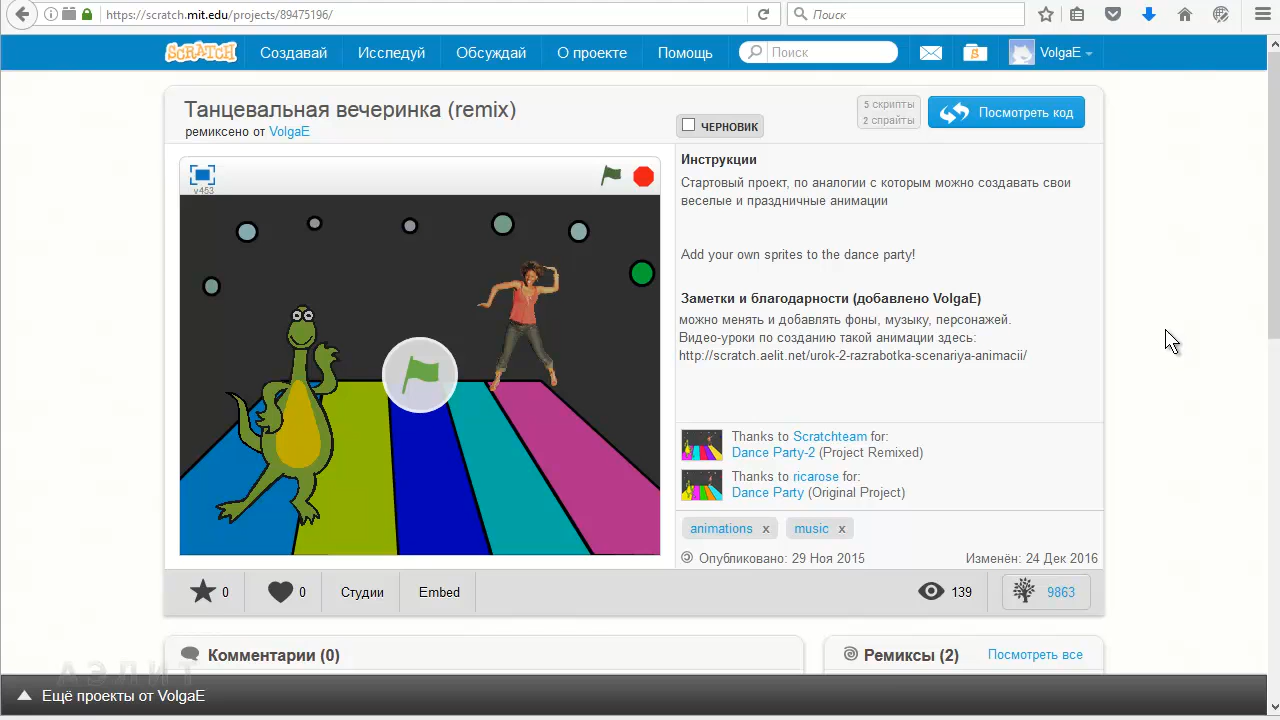 https://scratch.mit.edu/projects/89475196/
Поиск
SCRATCH
Создавай
Исследуй
Обсуждай
О проекте
Помощь
Поиск
S
VolgaE
Танцевальная вечеринка (remix)
ремиксено от VolgaE
ЧЕРНОВИК
5 скрипты
2 спрайты
Посмотреть код
v453
Инструкции
Стартовый проект, по аналогии с которым можно создавать свои
веселые и праздничные анимации
Add your own sprites to the dance party!
Заметки и благодарности (добавлено VolgaE)
можно менять и добавлять фоны, музыку, персонажей.
Видео-уроки по созданию такой анимации здесь:
http://scratch.aelit.net/urok-2-razrabotka-scenariya-animacii/
Thanks to Scratchteam for:
Dance Party-2 (Project Remixed)
Thanks to ricarose for:
Dance Party (Original Project)
animations x
music x
Опубликовано: 29 Ноя 2015
Изменён: 24 Дек 2016
0
0
Студии
Embed
139
9863
Комментарии (0)
Ремиксы (2)
Посмотреть все
АЭЛИТ
Ещё проекты от VolgaE